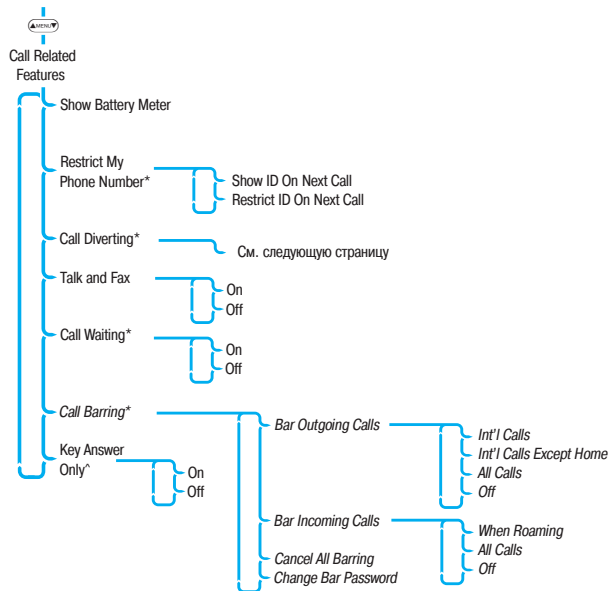 ▲MENU▼
Call Related
Features
Show Battery Meter
Restrict My
Phone Number*
Show ID On Next Call
Restrict ID On Next Call
Call Diverting*
См. следующую страницу
Talk and Fax
On
Off
Call Waiting*
On
Off
Call Barring*
Bar Outgoing Calls
Int'l Calls
Int'l Calls Except Home
All Calls
Off
Bar Incoming Calls
When Roaming
All Calls
Off
Cancel All Barring
Change Bar Password
Key Answer
Only^
On
Off